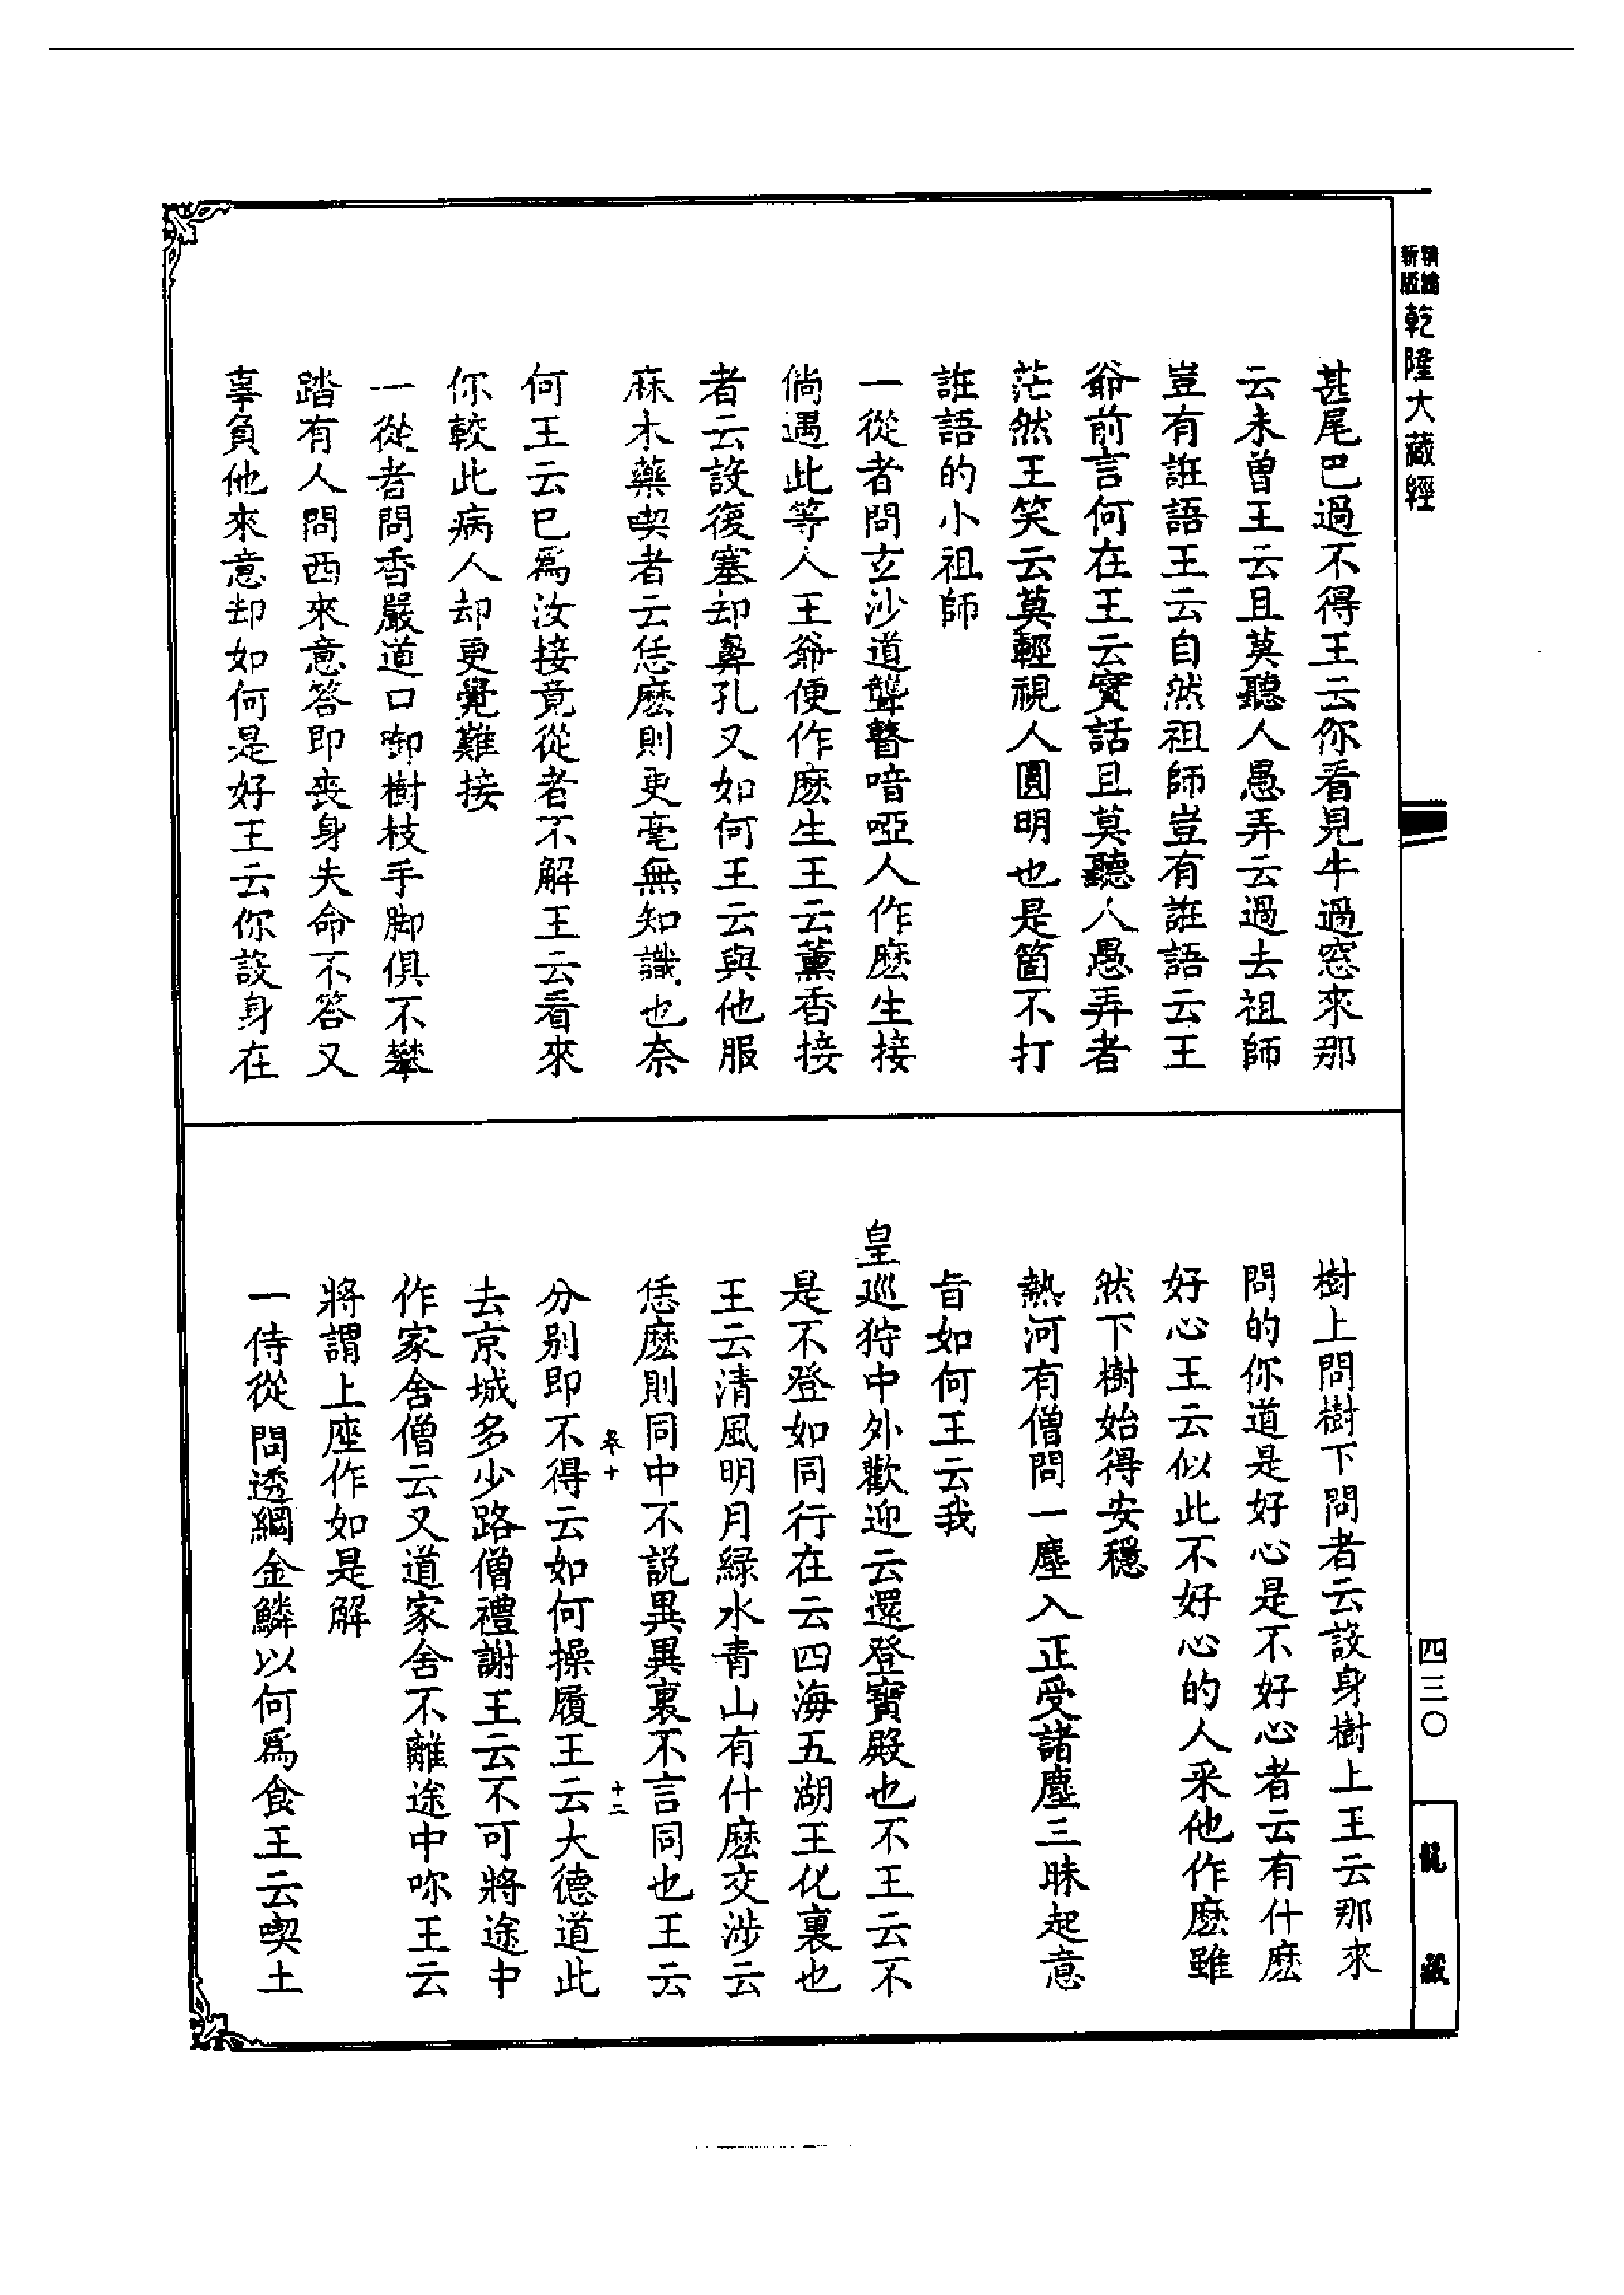 新版
精縮
乾隆大藏經
甚尾巴過不得王云你看見牛過窓來那
云未曾王云且莫聽人愚弄云過去祖師
豈有誑語王云自然祖師豈有誑語云王
爺前言何在王云實話且莫聽人愚弄者
茫然王笑云莫輕視人圓明也是箇不打
誑語的小祖師
一從者問玄沙道聾瞽喑啞人作麽生接
倘遇此等人王爺便作麽生王云薰香接
者云設復塞却鼻孔又如何王云與他服
麻木藥喫者云恁麽則更毫無知識也奈
何王云已爲汝接竟從者不解王云看來
你較此病人却更覺難接
一從者問香嚴道口啣樹枝手脚俱不攀
踏有人問西來意答即喪身失命不答又
辜負他來意却如何是好王云你設身在
樹上問樹下問者云設身樹上王云那來
問的你道是好心是不好心者云有什麽
好心王云似此不好心的人釆他作麽雖
然下樹始得安穩
熱河有僧問一塵入正受諸塵三昧起意
旨如何王云我
皇巡狩中外歡迎云還登寶殿也不王云不
是不登如同行在云四海五湖王化裏也
王云清風明月綠水青山有什麽交涉云
恁麽則同中不説異異裏不言同也王云
卷十
十二
分别即不得云如何操履王云大德道此
去京城多少路僧禮謝王云不可將途中
作家舍僧云又道家舍不離途中咏王云
將謂上座作如是解
一侍從問透網金鱗以何爲食王云喫土
四三〇
龍藏